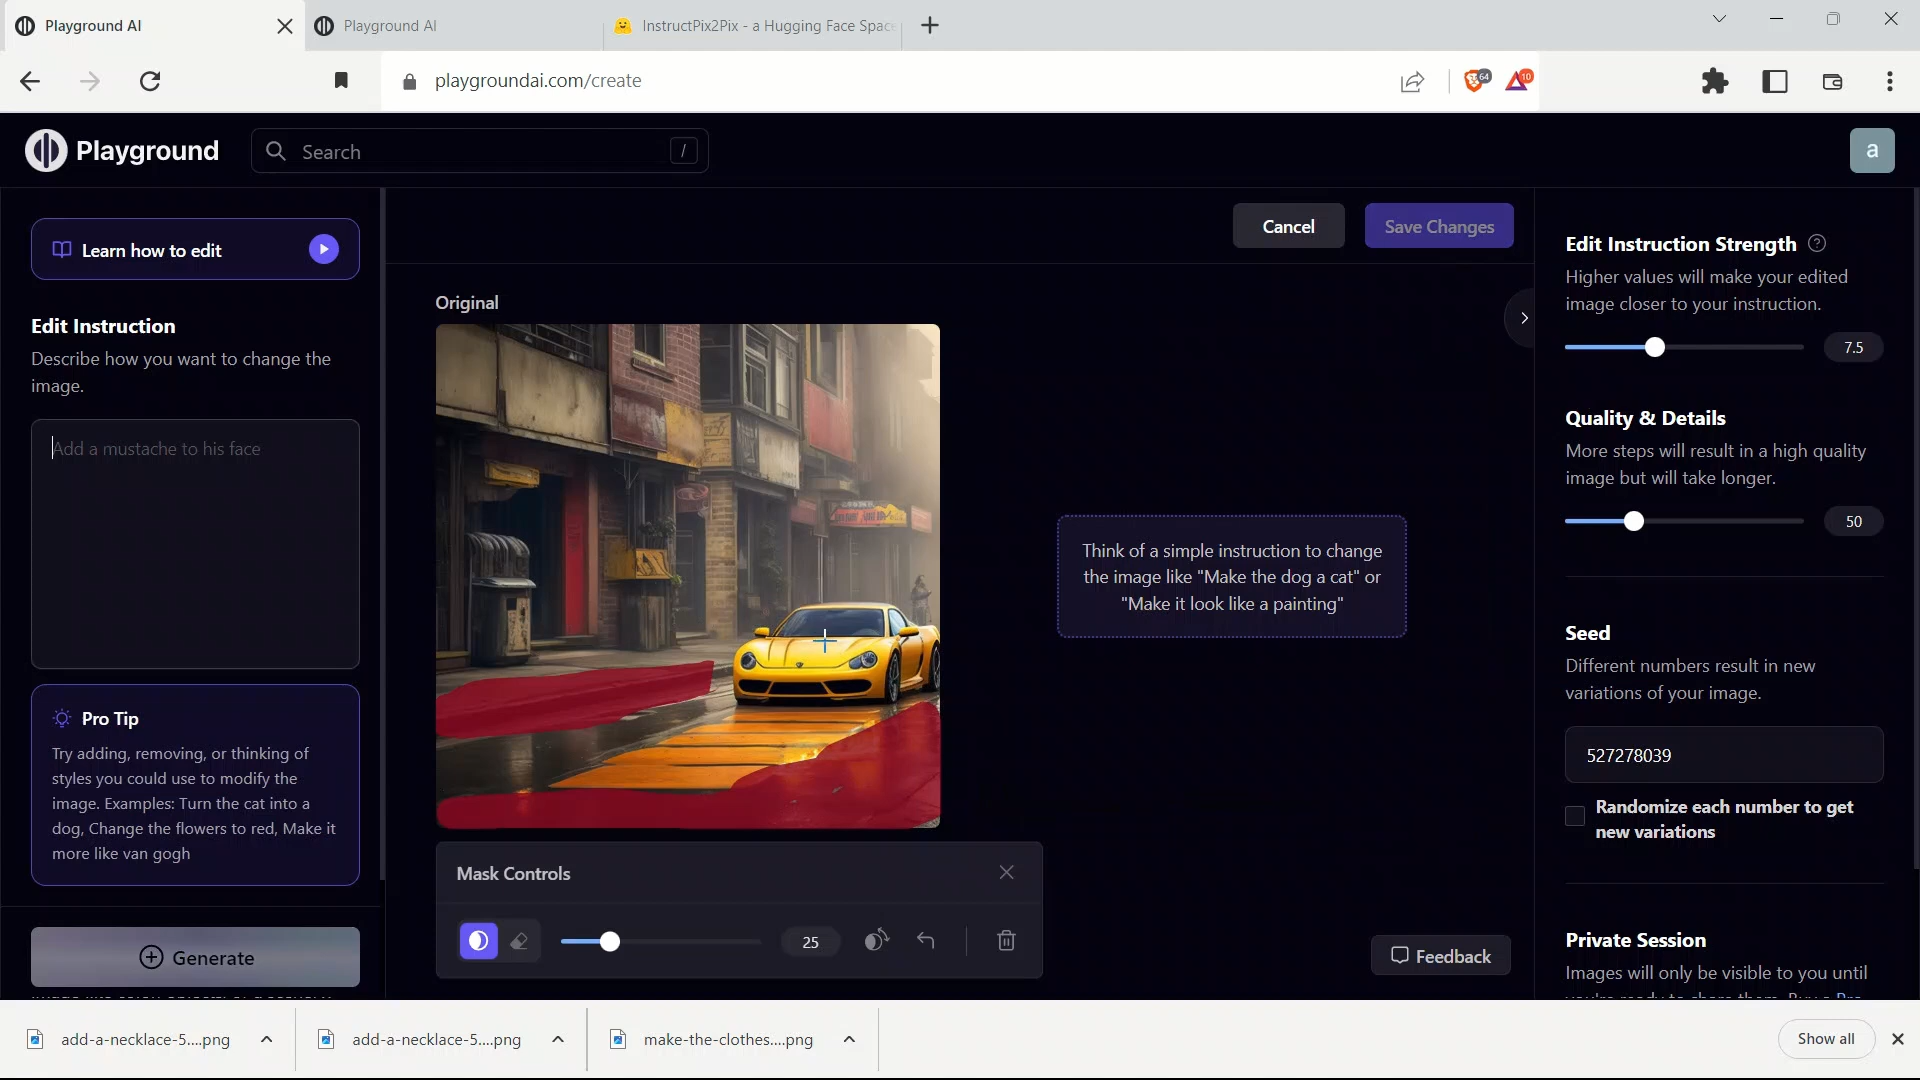 Playground AI
Playground AI
InstructPix2Pix - a Hugging Face Space
playgroundai.com/create
64
10
Playground
Search
/
a
Learn how to edit
Cancel
Save Changes
Edit Instruction
Describe how you want to change the
image.
Add a mustache to his face
Pro Tip
Try adding, removing, or thinking of
styles you could use to modify the
image. Examples: Turn the cat into a
dog, Change the flowers to red, Make it
more like van gogh
Generate
Original
Think of a simple instruction to change
the image like "Make the dog a cat" or
"Make it look like a painting"
Mask Controls
25
Feedback
Edit Instruction Strength
Higher values will make your edited
image closer to your instruction.
7.5
Quality & Details
More steps will result in a high quality
image but will take longer.
50
Seed
Different numbers result in new
variations of your image.
527278039
Randomize each number to get
new variations
Private Session
Images will only be visible to you until
add-a-necklace-5....png
add-a-necklace-5....png
make-the-clothes....png
Show all